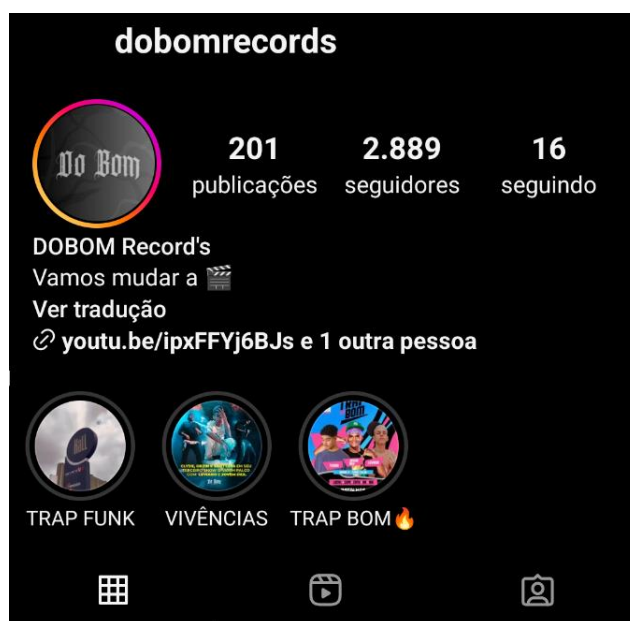 dobomrecords
Do Bom
201 2.889 16
publicações seguidores seguindo
DOBOM Record's
Vamos mudar a 🎬
Ver tradução
youtu.be/ipxFFYj6BJs e 1 outra pessoa
TRAP FUNK VIVÊNCIAS TRAP BOM🔥